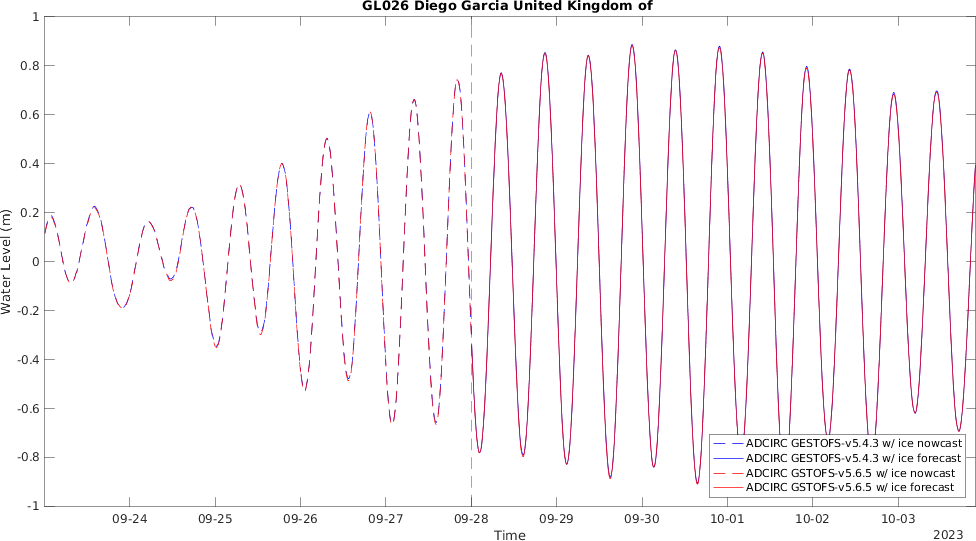 GL026 Diego Garcia United Kingdom of
Water Level (m)
1
0.8
0.6
0.4
0.2
0
-0.2
-0.4
-0.6
-0.8
-1
ADCIRC GESTOFS-v5.4.3 w/ ice nowcast
ADCIRC GESTOFS-v5.4.3 w/ ice forecast
ADCIRC GSTOFS-v5.6.5 w/ ice nowcast
ADCIRC GSTOFS-v5.6.5 w/ ice forecast
09-24 09-25 09-26 09-27 09-28 09-29 09-30 10-01 10-02 10-03
Time
2023